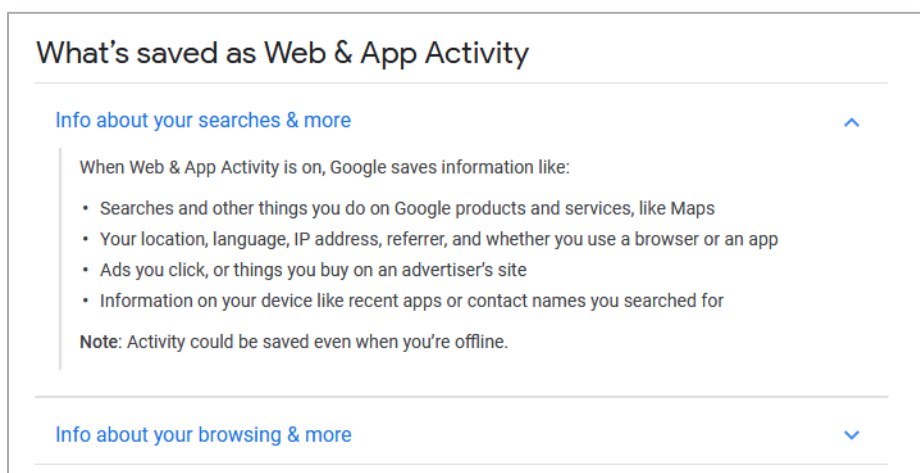 What’s saved as Web & App Activity
Info about your searches & more
When Web & App Activity is on, Google saves information like:
• Searches and other things you do on Google products and services, like Maps
• Your location, language, IP address, referrer, and whether you use a browser or an app
• Ads you click, or things you buy on an advertiser’s site
• Information on your device like recent apps or contact names you searched for
Note: Activity could be saved even when you’re offline.
Info about your browsing & more